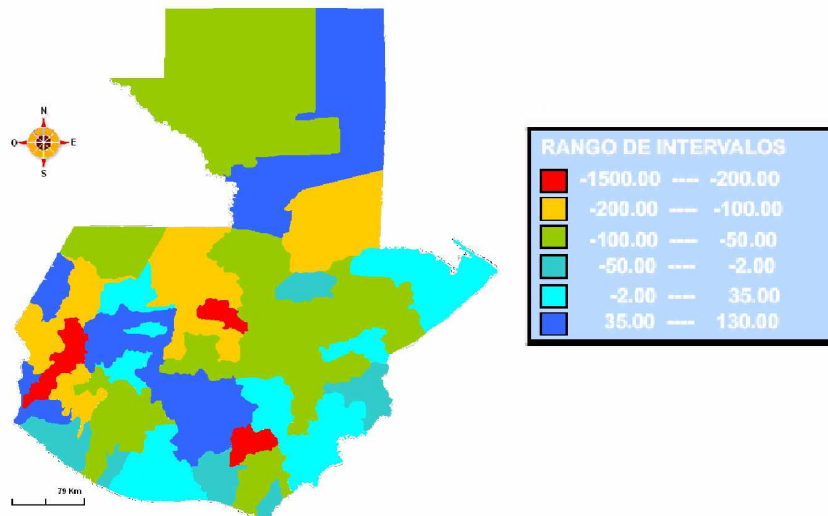 N
O E
S
RANGO DE INTERVALOS
-1500.00 ---- -200.00
-200.00 ---- -100.00
-100.00 ---- -50.00
-50.00 ---- -2.00
-2.00 ---- 35.00
35.00 ---- 130.00
79 Km